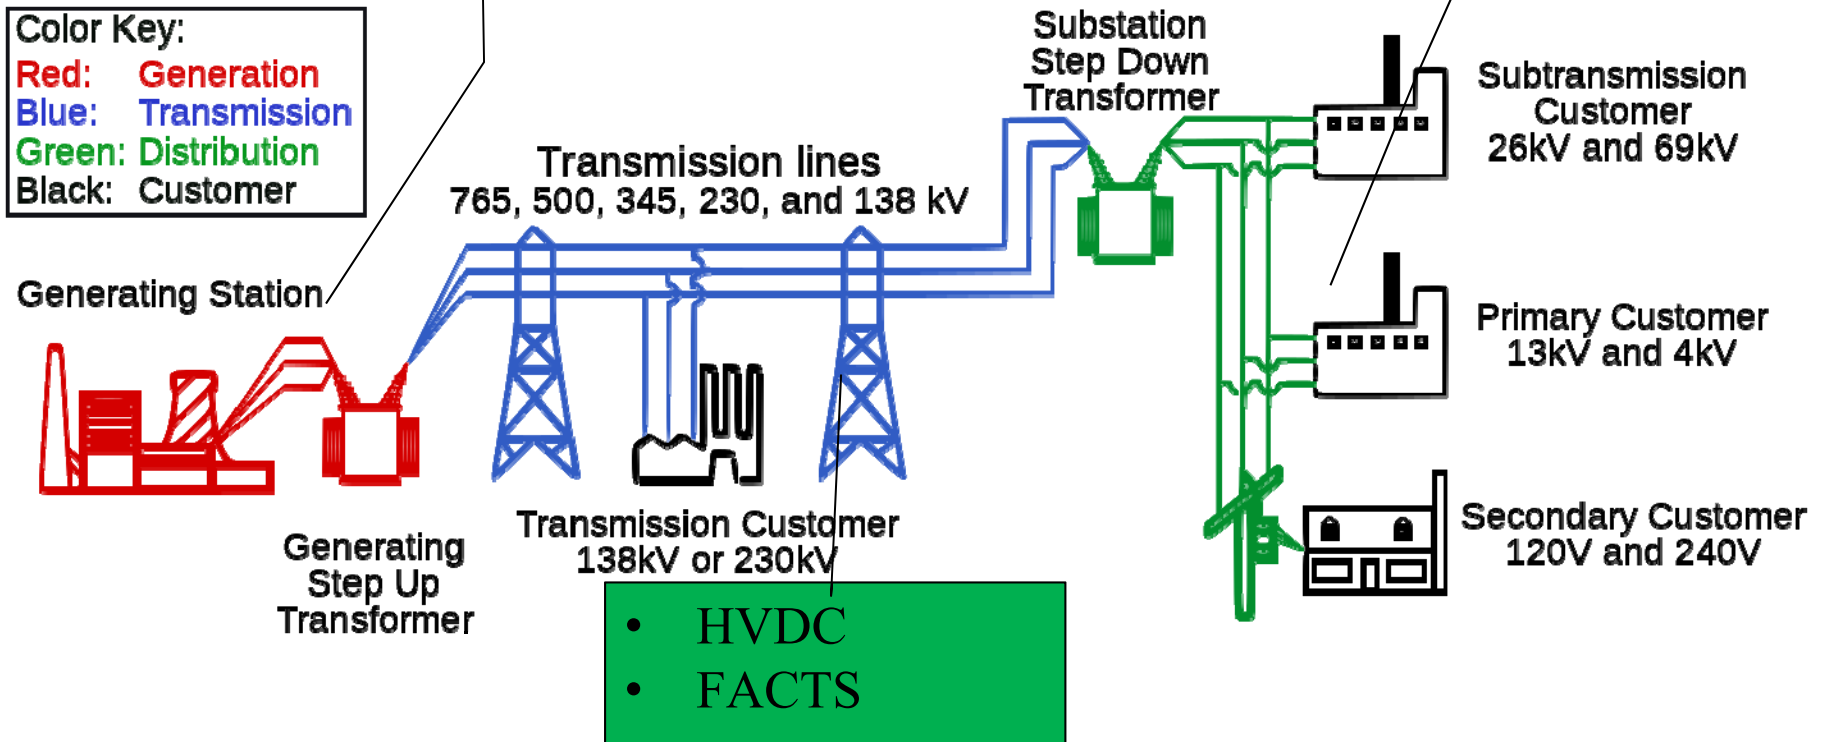 Color Key:
Red: Generation
Blue: Transmission
Green: Distribution
Black: Customer
Substation
Step Down
Transformer
Subtransmission
Customer
26kV and 69kV
Transmission lines
765, 500, 345, 230, and 138 kV
Generating Station
Primary Customer
13kV and 4kV
Generating
Step Up
Transformer
Transmission Customer
138kV or 230kV
Secondary Customer
120V and 240V
• HVDC
• FACTS